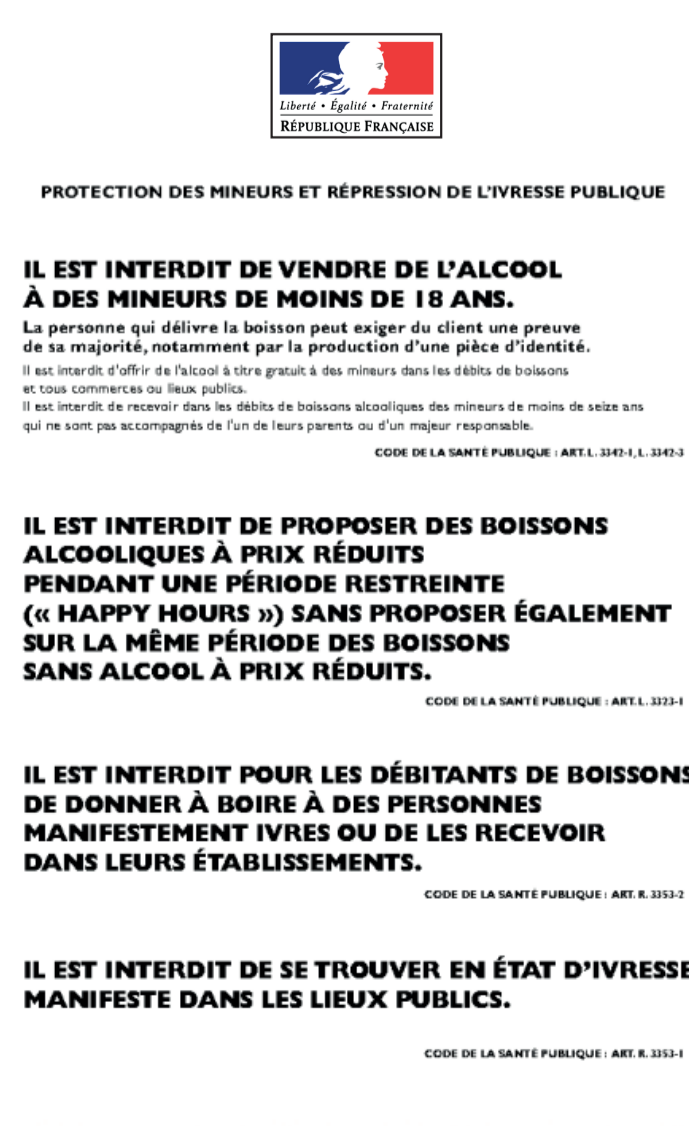 Liberté • Égalité • Fraternité
RÉPUBLIQUE FRANÇAISE
PROTECTION DES MINEURS ET RÉPRESSION DE L'IVRESSE PUBLIQUE
IL EST INTERDIT DE VENDRE DE L'ALCOOL
À DES MINEURS DE MOINS DE 18 ANS.
La personne qui délivre la boisson peut exiger du client une preuve
de sa majorité, notamment par la production d'une pièce d'identité.
Il est interdit d'offrir de l'alcool à titre gratuit à des mineurs dans les débits de boissons
et tous commerces ou lieux publics.
Il est interdit de recevoir dans les débits de boissons alcooliques des mineurs de moins de seize ans
qui ne sont pas accompagnés de l'un de leurs parents ou d'un majeur responsable.
CODE DE LA SANTÉ PUBLIQUE : ART. L. 3342-1, L. 3342-3
IL EST INTERDIT DE PROPOSER DES BOISSONS
ALCOOLIQUES À PRIX RÉDUITS
PENDANT UNE PÉRIODE RESTREINTE
(« HAPPY HOURS ») SANS PROPOSER ÉGALEMENT
SUR LA MÊME PÉRIODE DES BOISSONS
SANS ALCOOL À PRIX RÉDUITS.
CODE DE LA SANTÉ PUBLIQUE : ART. L. 3323-1
IL EST INTERDIT POUR LES DÉBITANTS DE BOISSONS
DE DONNER À BOIRE À DES PERSONNES
MANIFESTEMENT IVRES OU DE LES RECEVOIR
DANS LEURS ÉTABLISSEMENTS.
CODE DE LA SANTÉ PUBLIQUE : ART. R. 3353-2
IL EST INTERDIT DE SE TROUVER EN ÉTAT D'IVRESSE
MANIFESTE DANS LES LIEUX PUBLICS.
CODE DE LA SANTÉ PUBLIQUE : ART. R. 3353-1